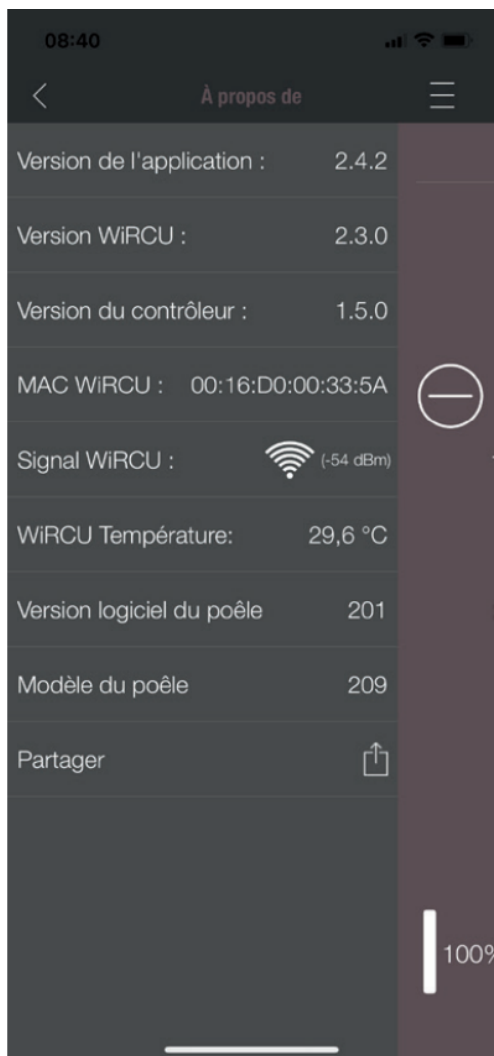 08:40
À propos de
Version de l'application : 2.4.2
Version WiRCU : 2.3.0
Version du contrôleur : 1.5.0
MAC WiRCU : 00:16:D0:00:33:5A
Signal WiRCU : (-54 dBm)
WiRCU Température: 29,6 °C
Version logiciel du poêle 201
Modèle du poêle 209
Partager
100%